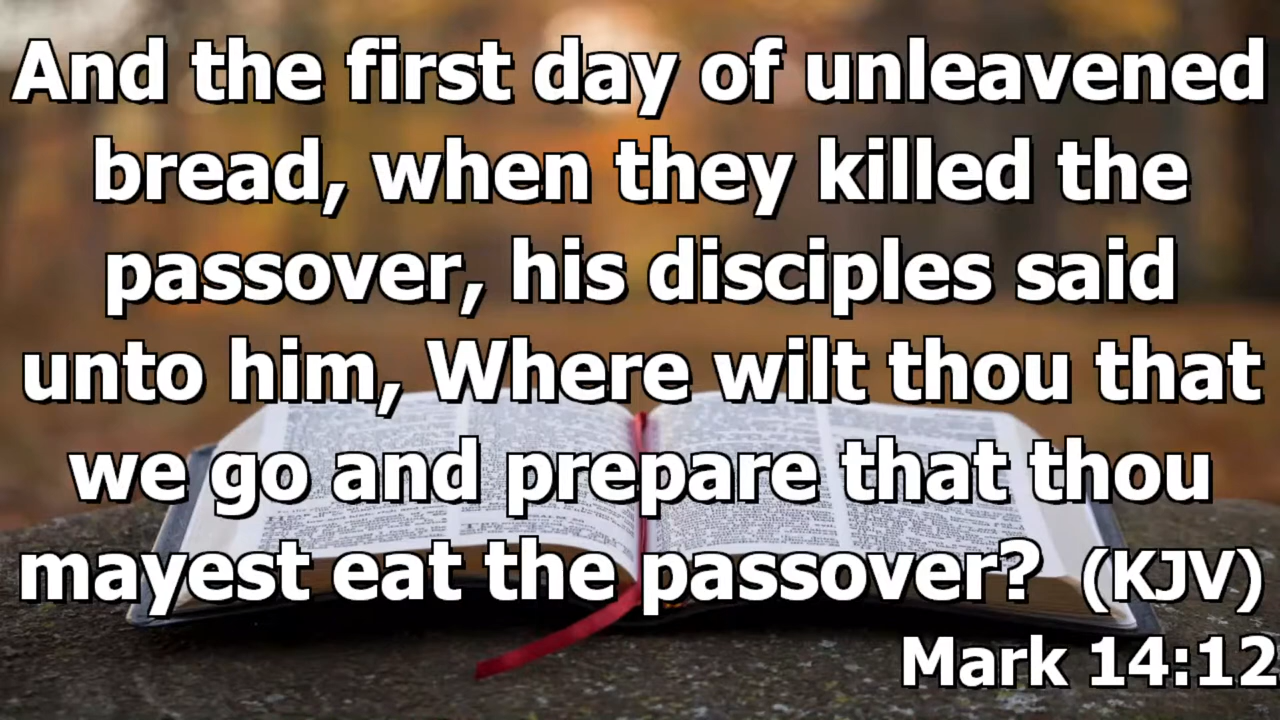 And the first day of unleavened
bread, when they killed the
passover, his disciples said
unto him, Where wilt thou that
we go and prepare that thou
mayest eat the passover? (KJV)
Mark 14:12